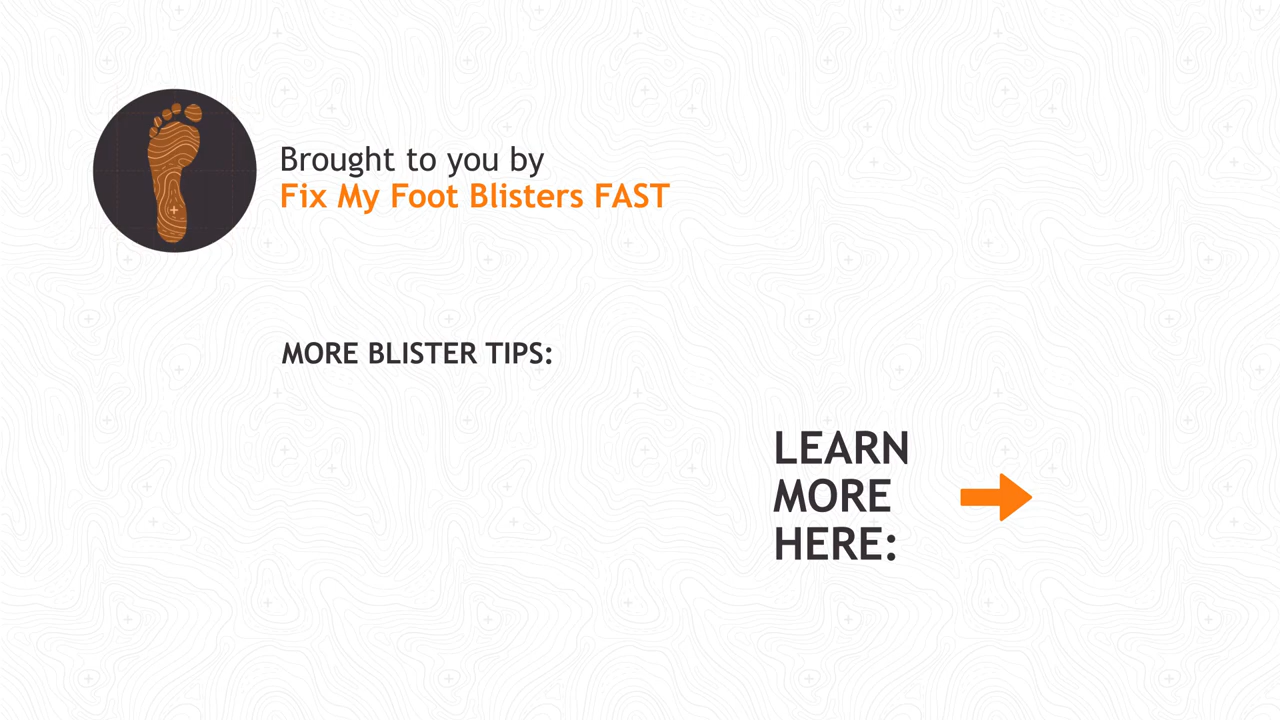 Brought to you by
Fix My Foot Blisters FAST
MORE BLISTER TIPS:
LEARN
MORE
HERE: